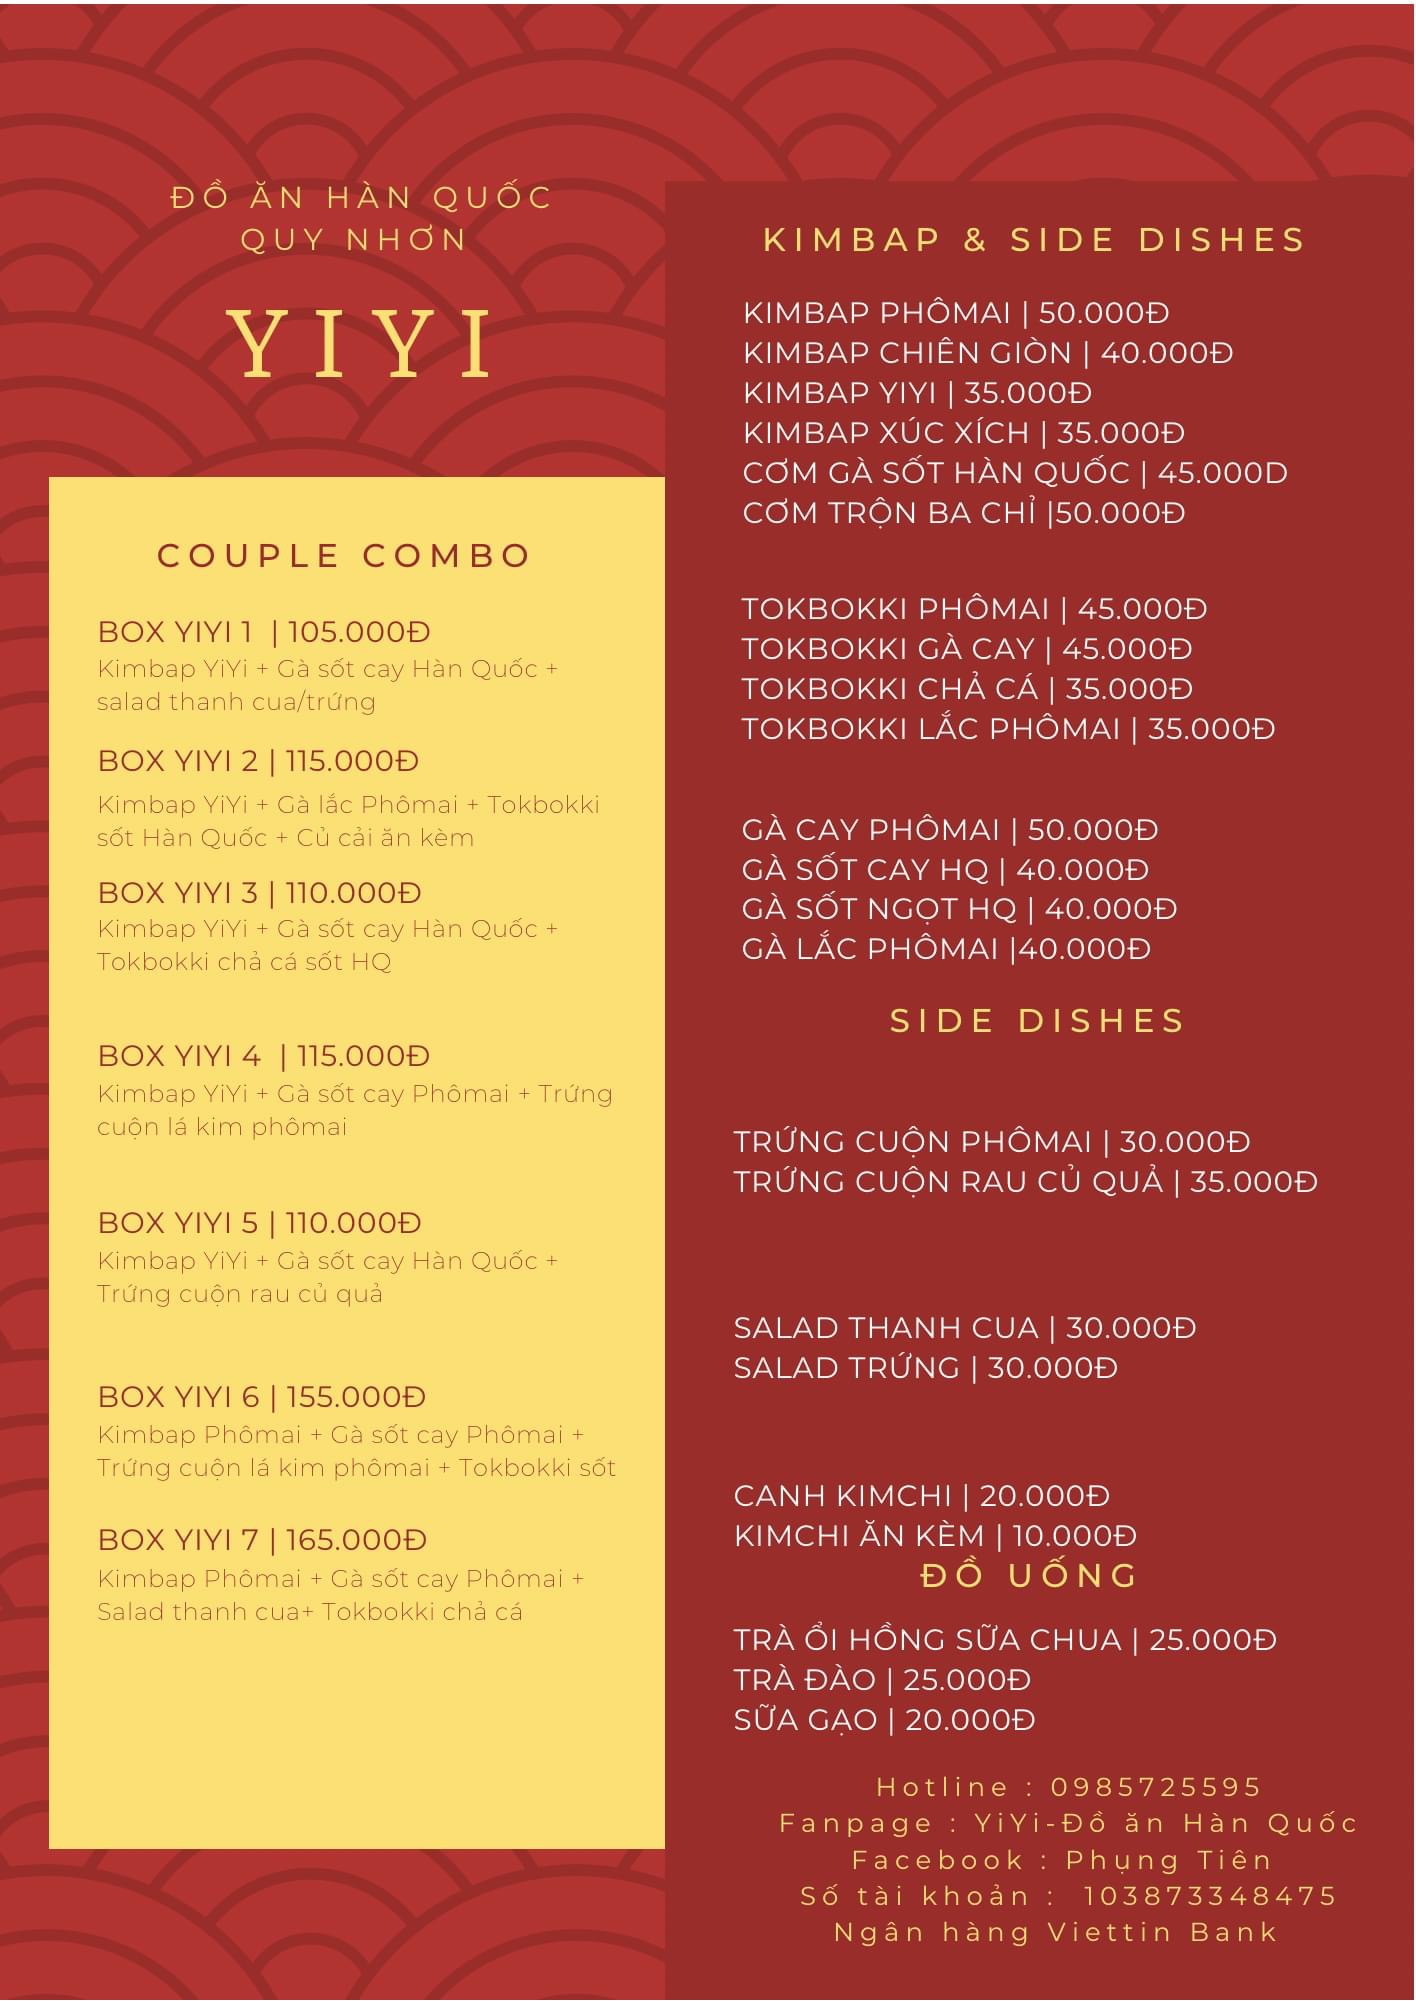 ĐỒ ĂN HÀN QUỐC
QUY NHƠN
YIYI
COUPLE COMBO
BOX YIYI 1 | 105.000Đ
Kimbap YiYi + Gà sốt cay Hàn Quốc +
salad thanh cua/trứng
BOX YIYI 2 | 115.000Đ
Kimbap YiYi + Gà lắc Phômai + Tokbokki
sốt Hàn Quốc + Củ cải ăn kèm
BOX YIYI 3 | 110.000Đ
Kimbap YiYi + Gà sốt cay Hàn Quốc +
Tokbokki chả cá sốt HQ
BOX YIYI 4 | 115.000Đ
Kimbap YiYi + Gà sốt cay Phômai + Trứng
cuộn lá kim phômai
BOX YIYI 5 | 110.000Đ
Kimbap YiYi + Gà sốt cay Hàn Quốc +
Trứng cuộn rau củ quả
BOX YIYI 6 | 155.000Đ
Kimbap Phômai + Gà sốt cay Phômai +
Trứng cuộn lá kim phômai + Tokbokki sốt
BOX YIYI 7 | 165.000Đ
Kimbap Phômai + Gà sốt cay Phômai +
Salad thanh cua+ Tokbokki chả cá
KIMBAP & SIDE DISHES
KIMBAP PHÔMAI | 50.000Đ
KIMBAP CHIÊN GIÒN | 40.000Đ
KIMBAP YIYI | 35.000Đ
KIMBAP XÚC XÍCH | 35.000Đ
CƠM GÀ SỐT HÀN QUỐC | 45.000D
CƠM TRỘN BA CHỈ |50.000Đ
TOKBOKKI PHÔMAI | 45.000Đ
TOKBOKKI GÀ CAY | 45.000Đ
TOKBOKKI CHẢ CÁ | 35.000Đ
TOKBOKKI LẮC PHÔMAI | 35.000Đ
GÀ CAY PHÔMAI | 50.000Đ
GÀ SỐT CAY HQ | 40.000Đ
GÀ SỐT NGỌT HQ | 40.000Đ
GÀ LẮC PHÔMAI |40.000Đ
SIDE DISHES
TRỨNG CUỘN PHÔMAI | 30.000Đ
TRỨNG CUỘN RAU CỦ QUẢ | 35.000Đ
SALAD THANH CUA | 30.000Đ
SALAD TRỨNG | 30.000Đ
CANH KIMCHI | 20.000Đ
KIMCHI ĂN KÈM | 10.000Đ
ĐỒ UỐNG
TRÀ ỔI HỒNG SỮA CHUA | 25.000Đ
TRÀ ĐÀO | 25.000Đ
SỮA GẠO | 20.000Đ
Hotline : 0985725595
Fanpage : YiYi-Đồ ăn Hàn Quốc
Facebook : Phụng Tiên
Số tài khoản : 103873348475
Ngân hàng Viettin Bank